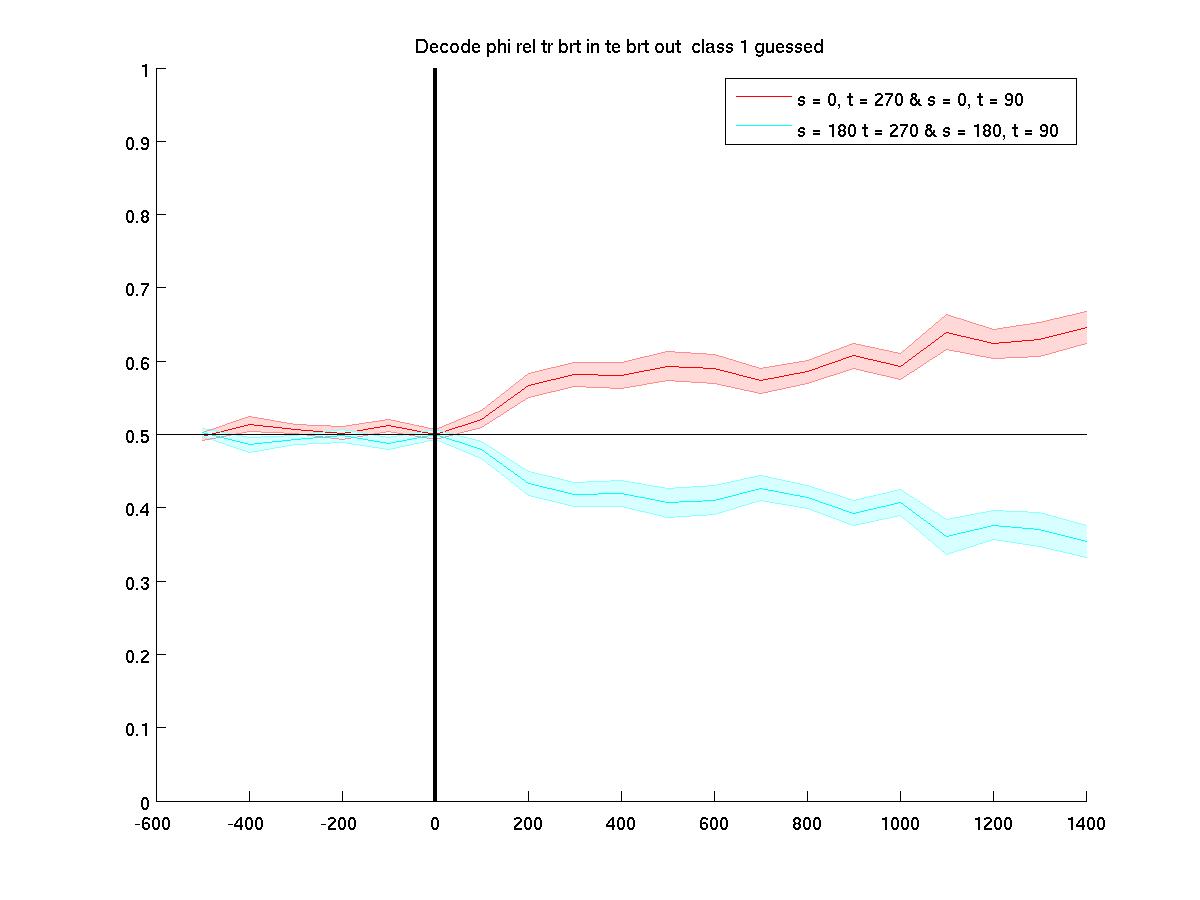 Decode phi rel tr brt in te brt out  class 1 guessed
s = 0, t = 270 & s = 0, t = 90
s = 180 t = 270 & s = 180, t = 90
1
0.9
0.8
0.7
0.6
0.5
0.4
0.3
0.2
0.1
0
-600 -400 -200 0 200 400 600 800 1000 1200 1400